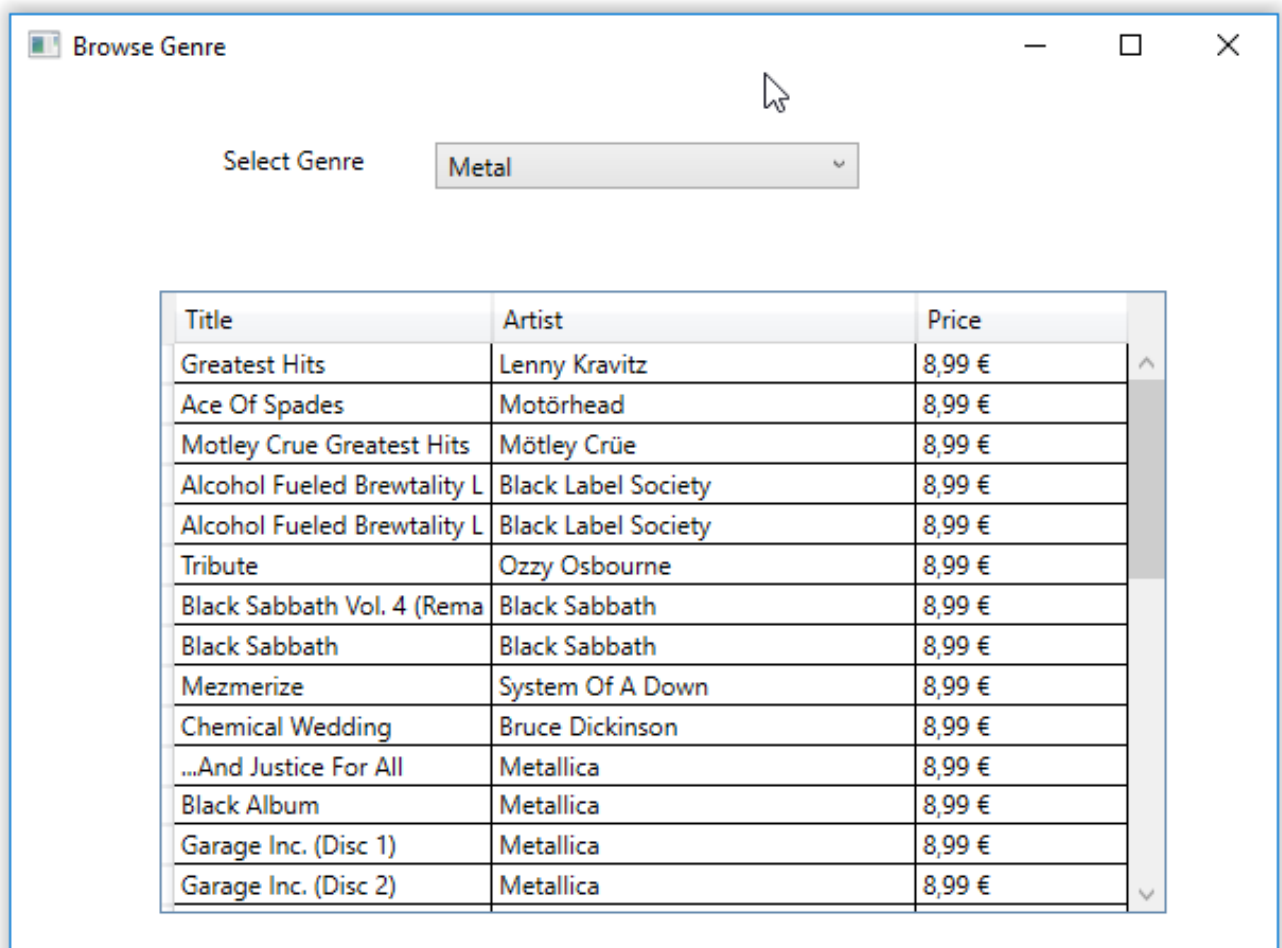 Browse Genre
Select Genre Metal
Title Artist Price
Greatest Hits Lenny Kravitz 8,99 €
Ace Of Spades Motörhead 8,99 €
Motley Crue Greatest Hits Mötley Crüe 8,99 €
Alcohol Fueled Brewtality L Black Label Society 8,99 €
Alcohol Fueled Brewtality L Black Label Society 8,99 €
Tribute Ozzy Osbourne 8,99 €
Black Sabbath Vol. 4 (Rema Black Sabbath 8,99 €
Black Sabbath Black Sabbath 8,99 €
Mezmerize System Of A Down 8,99 €
Chemical Wedding Bruce Dickinson 8,99 €
...And Justice For All Metallica 8,99 €
Black Album Metallica 8,99 €
Garage Inc. (Disc 1) Metallica 8,99 €
Garage Inc. (Disc 2) Metallica 8,99 €